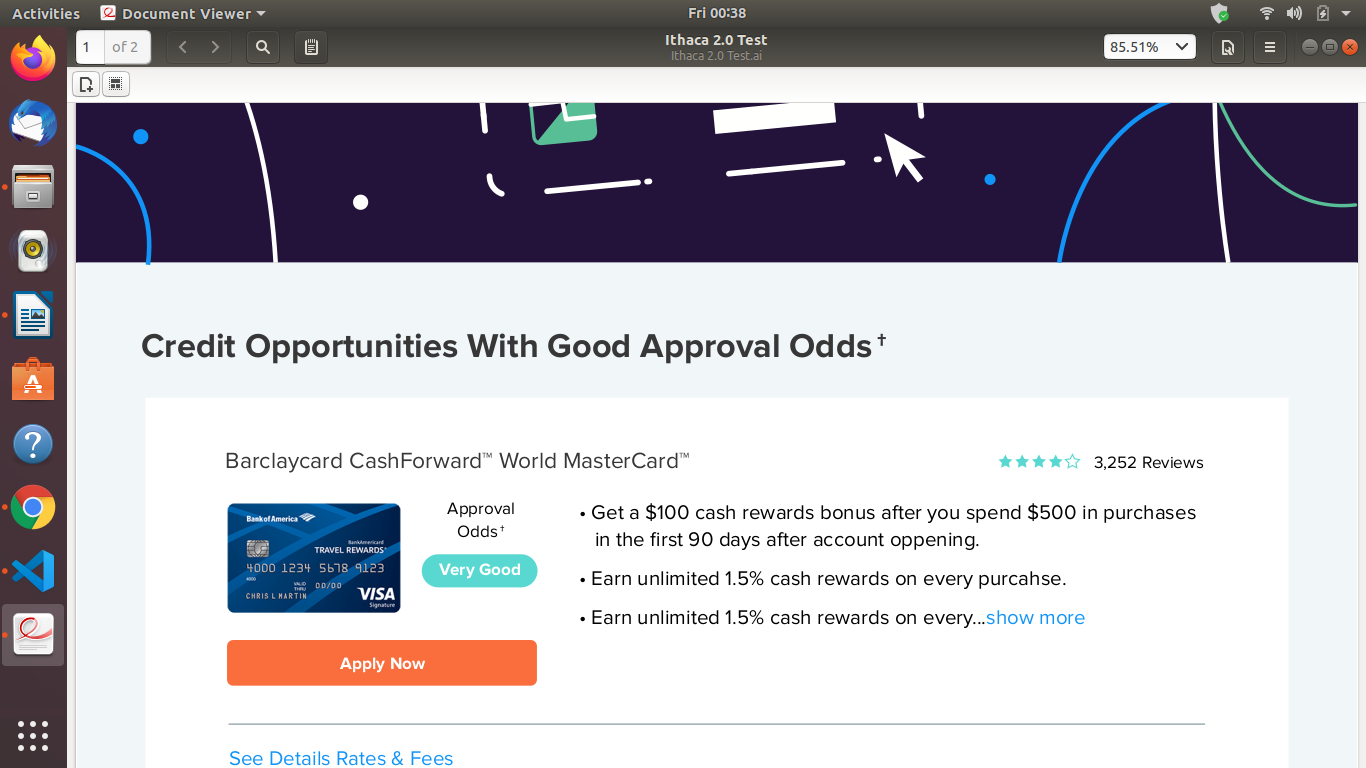 Activities
Document Viewer
Fri 00:38
1
of 2
Ithaca 2.0 Test
Ithaca 2.0 Test.ai
85.51%
Credit Opportunities With Good Approval Odds†
Barclaycard CashForward™ World MasterCard™
3,252 Reviews
BankofAmerica
BankAmericard
TRAVEL REWARDS
4000 1234 5678 9123
4000
VALID
THRU
00/00
CHRIS L MARTIN
VISA
Signature
Approval
Odds†
Very Good
• Get a $100 cash rewards bonus after you spend $500 in purchases
in the first 90 days after account oppening.
• Earn unlimited 1.5% cash rewards on every purcahse.
• Earn unlimited 1.5% cash rewards on every...show more
Apply Now
See Details Rates & Fees